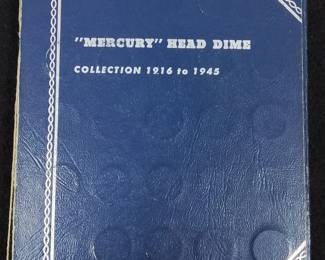 "MERCURY" HEAD DIME
COLLECTION 1916 to 1945